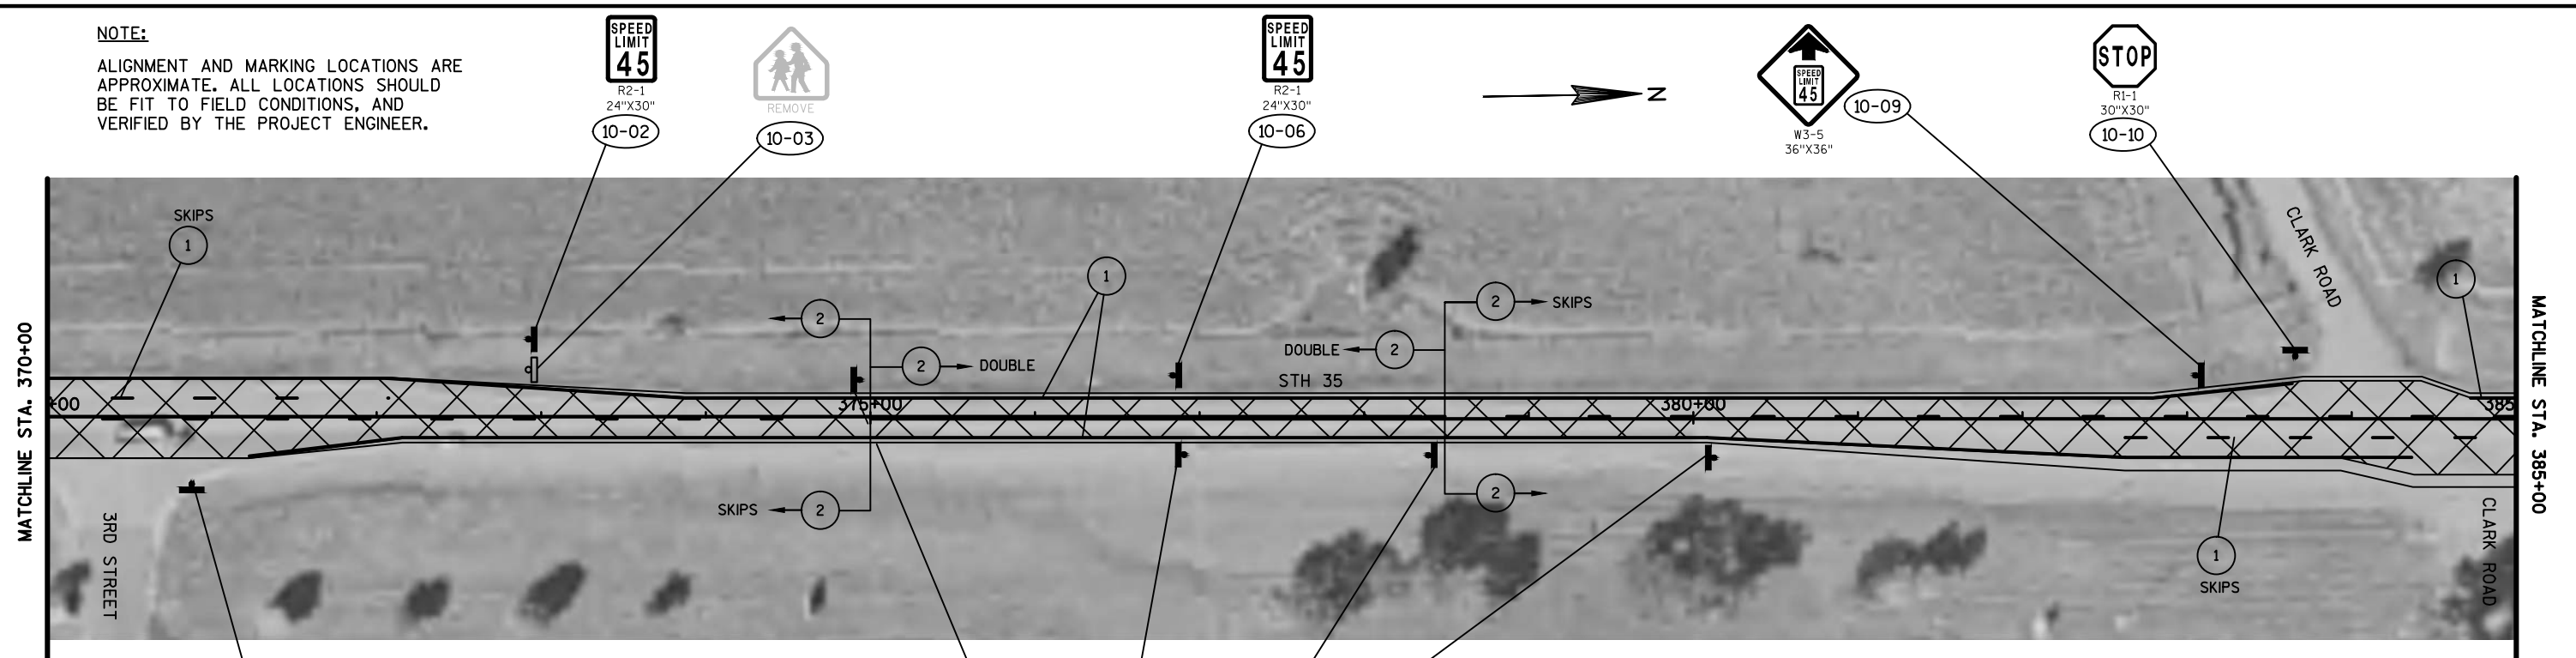 NOTE:
ALIGNMENT AND MARKING LOCATIONS ARE
APPROXIMATE. ALL LOCATIONS SHOULD
BE FIT TO FIELD CONDITIONS, AND
VERIFIED BY THE PROJECT ENGINEER.
SPEED
LIMIT
45
R2-1
24"X30"
10-02
REMOVE
10-03
SPEED
LIMIT
45
R2-1
24"X30"
10-06
N
SPEED
LIMIT
45
W3-5
36"X36"
10-09
STOP
R1-1
30"X30"
10-10
MATCHLINE STA. 370+00
SKIPS
1
2
2
DOUBLE
SKIPS
2
1
2
SKIPS
DOUBLE
2
2
STH 35
+00
375+00
380+00
385
CLARK ROAD
1
1
SKIPS
3RD STREET
CLARK ROAD
MATCHLINE STA. 385+00